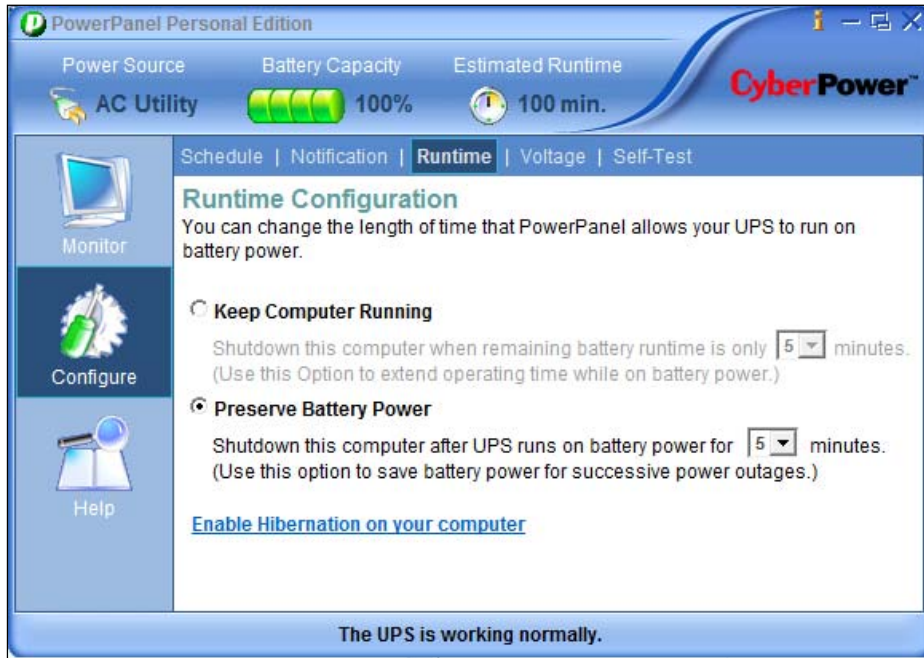 PowerPanel Personal Edition
Power Source Battery Capacity Estimated Runtime
AC Utility 100% 100 min.
CyberPower™
Schedule | Notification | Runtime | Voltage | Self-Test
Runtime Configuration
You can change the length of time that PowerPanel allows your UPS to run on
battery power.
Monitor
Keep Computer Running
Shutdown this computer when remaining battery runtime is only 5 minutes.
(Use this Option to extend operating time while on battery power.)
Configure
Preserve Battery Power
Shutdown this computer after UPS runs on battery power for 5 minutes.
(Use this option to save battery power for successive power outages.)
Help
Enable Hibernation on your computer
The UPS is working normally.